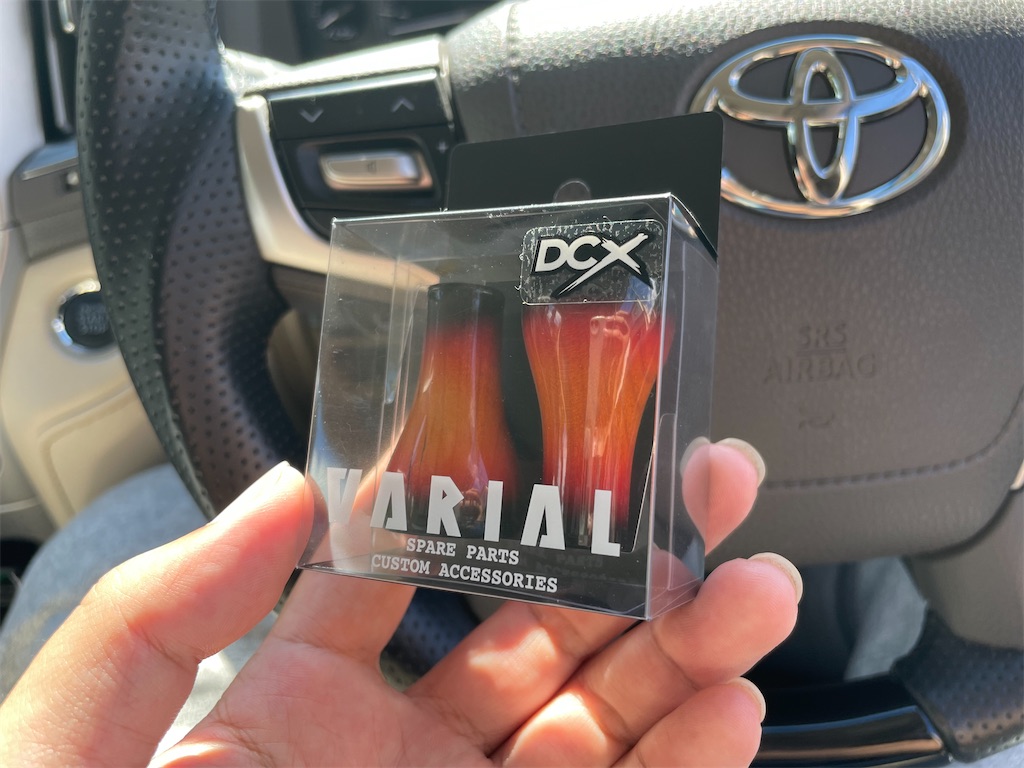 DCX
VARIAL
SPARE PARTS
CUSTOM ACCESSORIES
SRS
AIRBAG